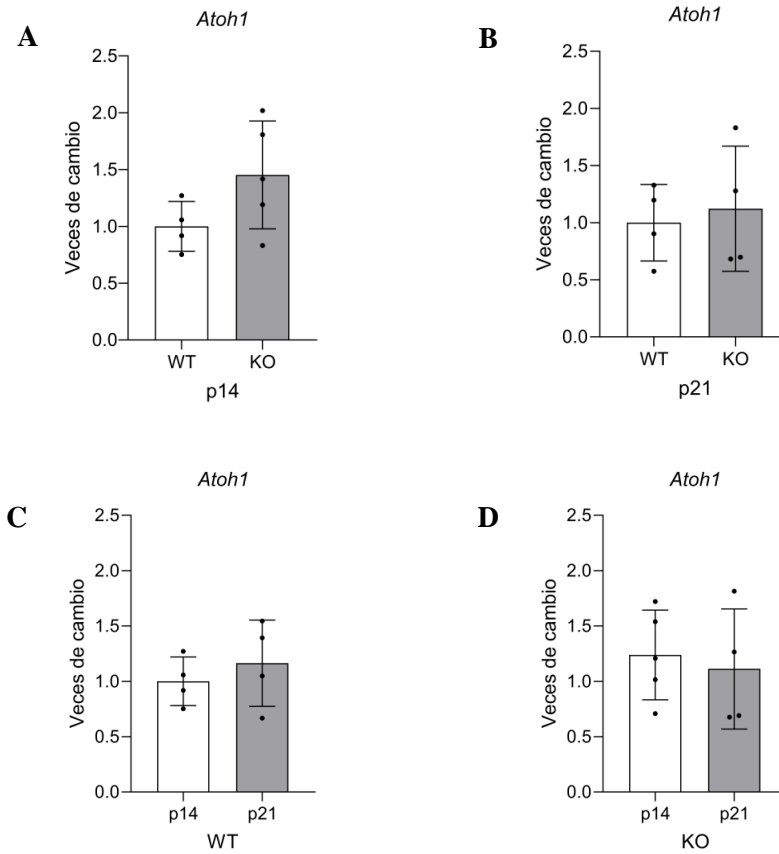 A
Atoh1
Veces de cambio
2.5
2.0
1.5
1.0
0.5
0.0
WT KO
p14
B
Atoh1
Veces de cambio
2.5
2.0
1.5
1.0
0.5
0.0
WT KO
p21
C
Atoh1
Veces de cambio
2.5
2.0
1.5
1.0
0.5
0.0
p14 p21
WT
D
Atoh1
Veces de cambio
2.5
2.0
1.5
1.0
0.5
0.0
p14 p21
KO